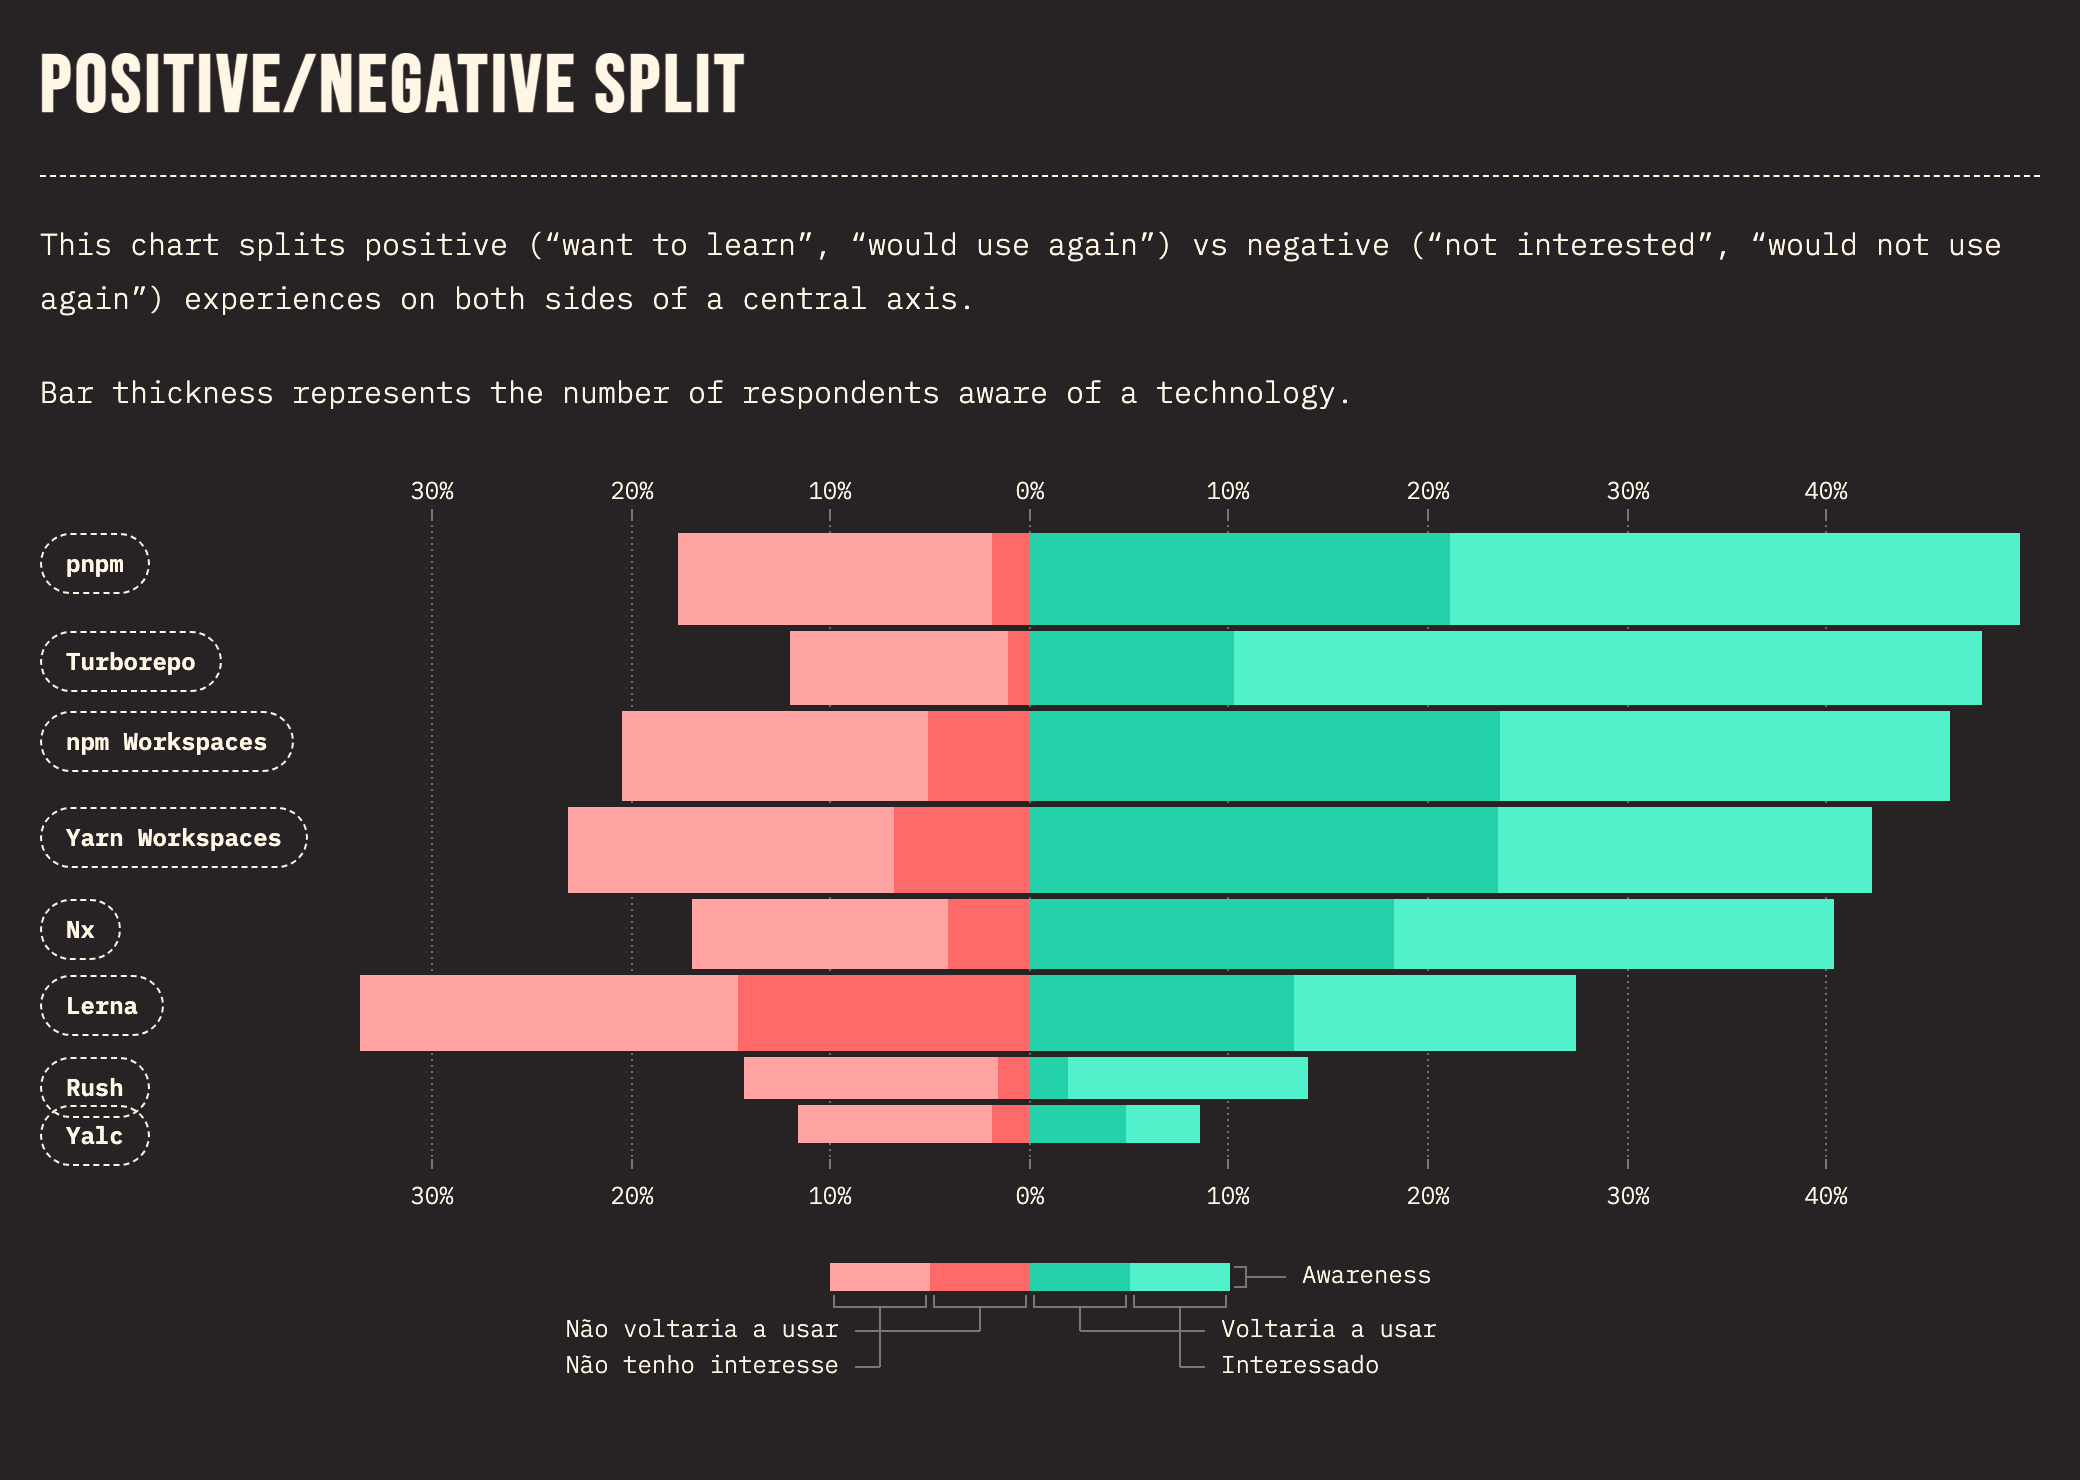 POSITIVE/NEGATIVE SPLIT
This chart splits positive (“want to learn”, “would use again”) vs negative (“not interested”, “would not use
again”) experiences on both sides of a central axis.
Bar thickness represents the number of respondents aware of a technology.
30% 20% 10% 0% 10% 20% 30% 40%
pnpm
Turborepo
npm Workspaces
Yarn Workspaces
Nx
Lerna
Rush
Yalc
30% 20% 10% 0% 10% 20% 30% 40%
Awareness
Não voltaria a usar Voltaria a usar
Não tenho interesse Interessado